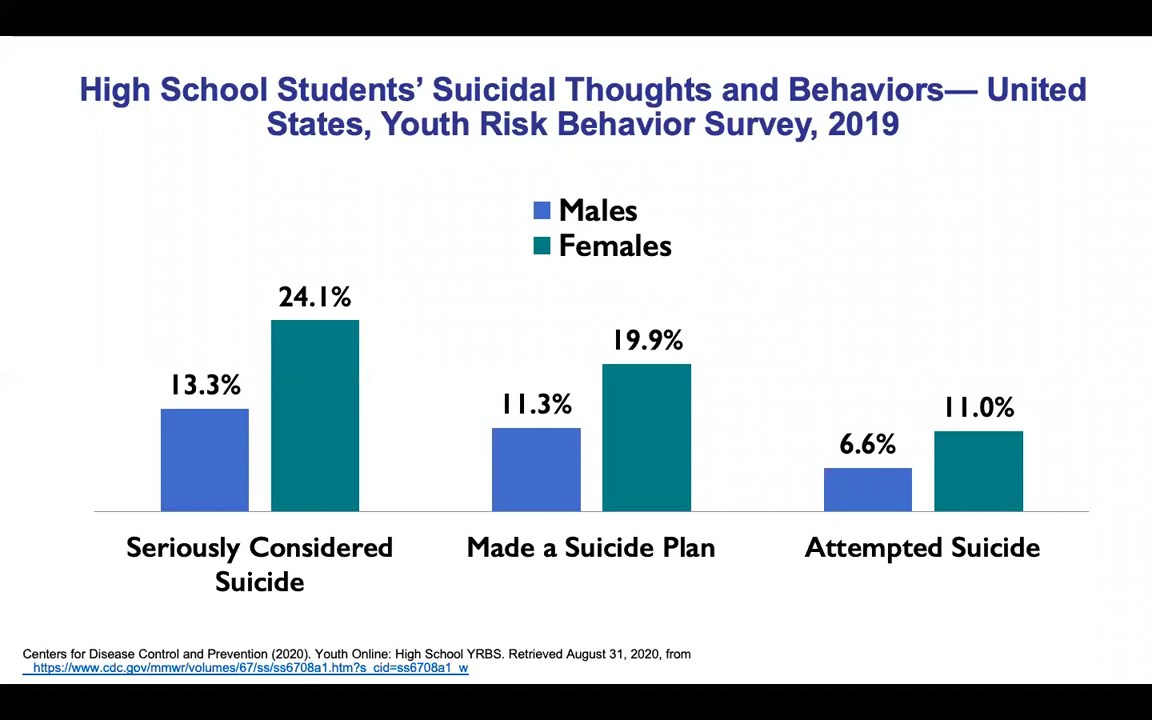 High School Students’ Suicidal Thoughts and Behaviors— United
States, Youth Risk Behavior Survey, 2019
Males
Females
24.1%
13.3%
19.9%
11.3%
11.0%
6.6%
Seriously Considered
Suicide
Made a Suicide Plan
Attempted Suicide
Centers for Disease Control and Prevention (2020). Youth Online: High School YRBS. Retrieved August 31, 2020, from
https://www.cdc.gov/mmwr/volumes/67/ss/ss6708a1.htm?s_cid=ss6708a1_w